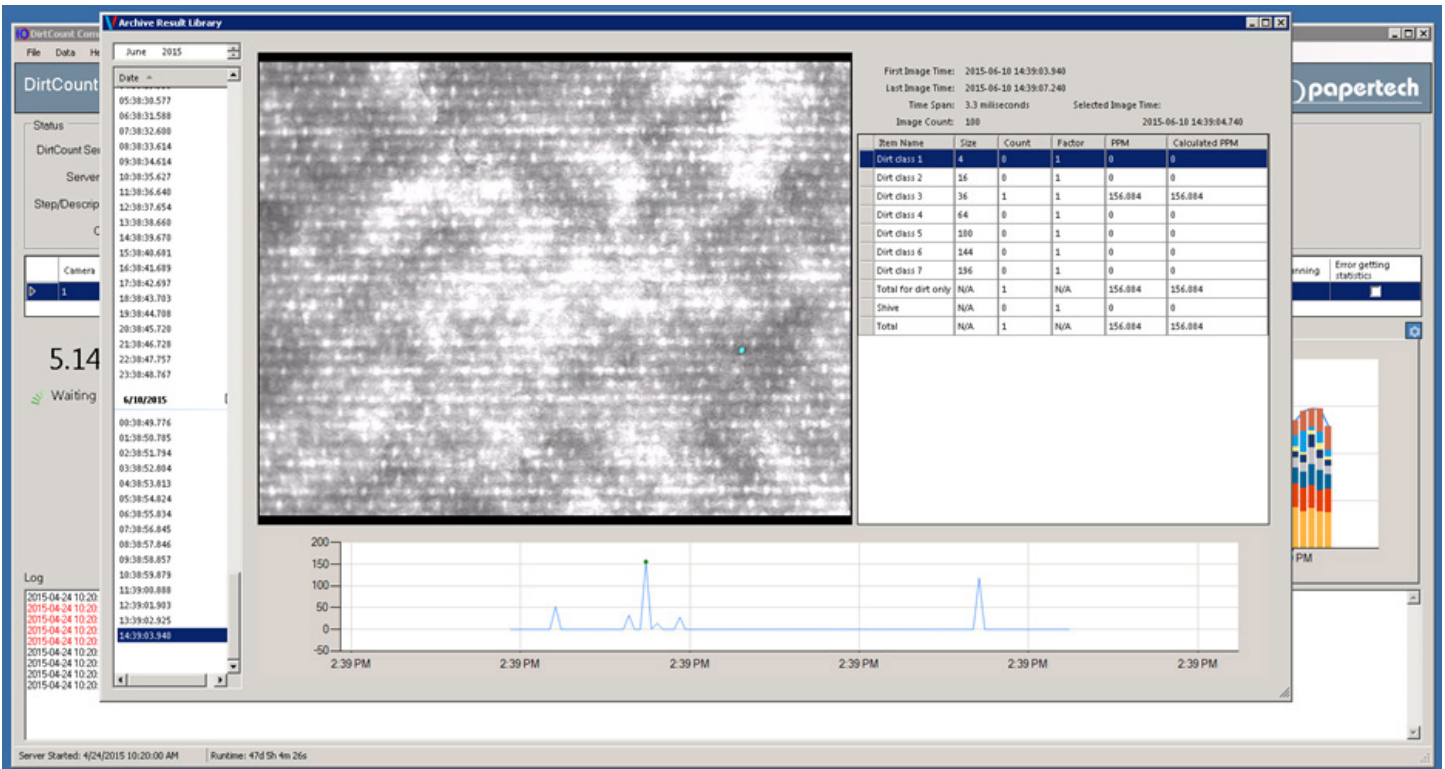 Archive Result Library
DirtCount
File Data
papertech
DirtCount
Status
Server
Camera
1
5.14
Waiting
Log
2015-04-24 10:20:
2015-04-24 10:20:
2015-04-24 10:20:
2015-04-24 10:20:
2015-04-24 10:20:
2015-04-24 10:20:
2015-04-24 10:20:
2015-04-24 10:20:
2015-04-24 10:20:
June 2015
Date
05:38:30.577
06:38:31.588
07:38:32.600
08:38:33.614
09:38:34.614
10:38:35.627
11:38:36.640
12:38:37.654
13:38:38.660
14:38:39.670
15:38:40.681
16:38:41.689
17:38:42.697
18:38:43.703
19:38:44.708
20:38:45.720
21:38:46.728
22:38:47.757
23:38:48.767
6/10/2015
00:38:49.776
01:38:50.785
02:38:51.794
03:38:52.804
04:38:53.813
05:38:54.824
06:38:55.834
07:38:56.845
08:38:57.846
09:38:58.857
10:38:59.879
11:39:00.888
12:39:01.903
13:39:02.925
14:39:03.940
First Image Time: 2015-06-10 14:39:03.940
Last Image Time: 2015-06-10 14:39:07.240
Time Span: 3.3 miliseconds Selected Image Time:
Image Count: 100 2015-06-10 14:39:04.740
Item Name Size Count Factor PPM Calculated PPM
Dirt class 1 4 0 1 0 0
Dirt class 2 16 0 1 0 0
Dirt class 3 36 1 1 156.084 156.084
Dirt class 4 64 0 1 0 0
Dirt class 5 100 0 1 0 0
Dirt class 6 144 0 1 0 0
Dirt class 7 196 0 1 0 0
Total for dirt only N/A 1 N/A 156.084 156.084
Shive N/A 0 1 0 0
Total N/A 1 N/A 156.084 156.084
Error getting
statistics
PM
200
150
100
50
0
-50
2:39 PM 2:39 PM 2:39 PM 2:39 PM 2:39 PM 2:39 PM
Server Started: 4/24/2015 10:20:00 AM Runtime: 47d 5h 4m 26s